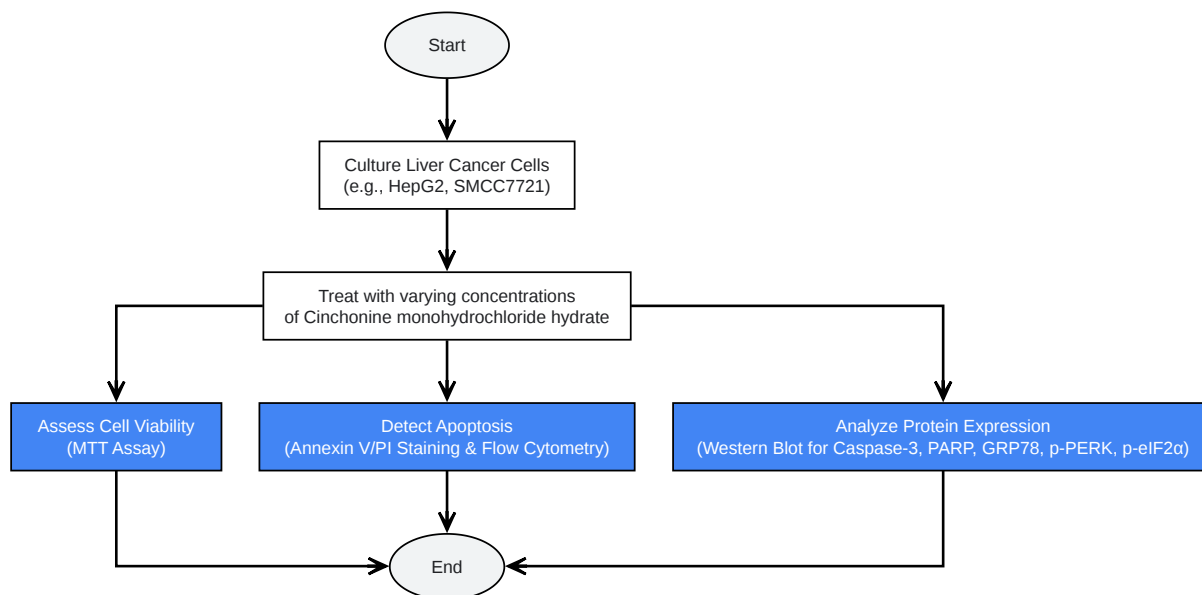 Start
Culture Liver Cancer Cells
(e.g., HepG2, SMCC7721)
Treat with varying concentrations
of Cinchonine monohydrochloride hydrate
Assess Cell Viability
(MTT Assay)
Detect Apoptosis
(Annexin V/PI Staining & Flow Cytometry)
Analyze Protein Expression
(Western Blot for Caspase-3, PARP, GRP78, p-PERK, p-eIF2α)
End